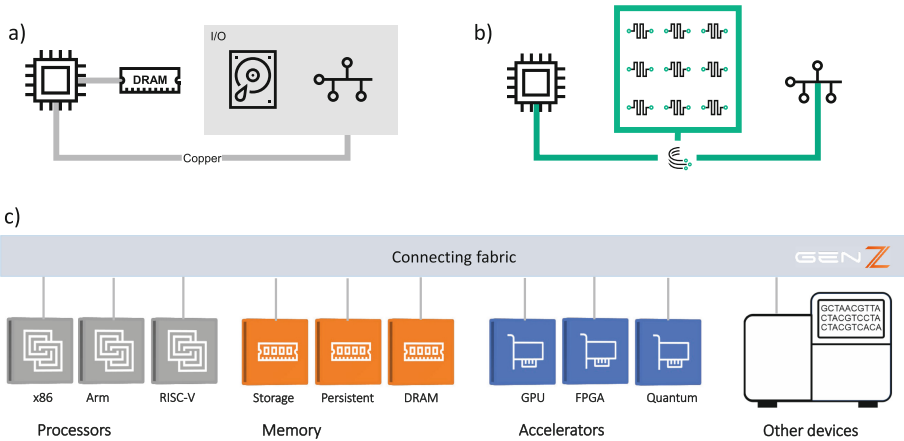 a)
I/O
DRAM
Copper
b)
c)
Connecting fabric
GEN Z
GCTAACGTTA
CTACGTCCTA
CTACGTCACA
x86
Arm
RISC-V
Storage
Persistent
DRAM
GPU
FPGA
Quantum
Processors
Memory
Accelerators
Other devices